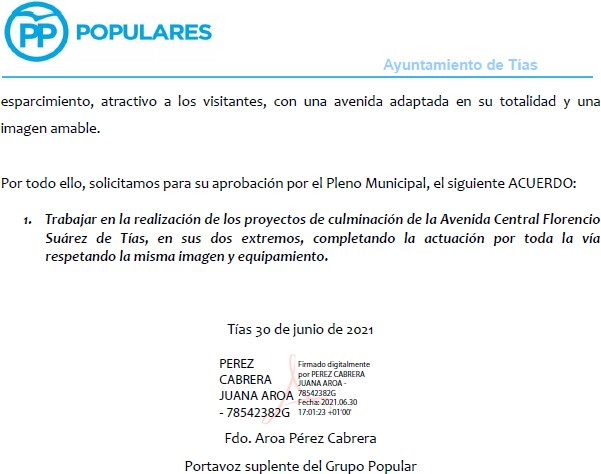 PP POPULARES
Ayuntamiento de Tías
esparcimiento, atractivo a los visitantes, con una avenida adaptada en su totalidad y una
imagen amable.
Por todo ello, solicitamos para su aprobación por el Pleno Municipal, el siguiente ACUERDO:
1. Trabajar en la realización de los proyectos de culminación de la Avenida Central Florencio
Suárez de Tías, en sus dos extremos, completando la actuación por toda la vía
respetando la misma imagen y equipamiento.
Tías 30 de junio de 2021
PEREZ
CABRERA
JUANA AROA
- 78542382G
Firmado digitalmente
por PEREZ CABRERA
JUANA AROA -
78542382G
Fecha: 2021.06.30
17:01:23 +01'00'
Fdo. Aroa Pérez Cabrera
Portavoz suplente del Grupo Popular